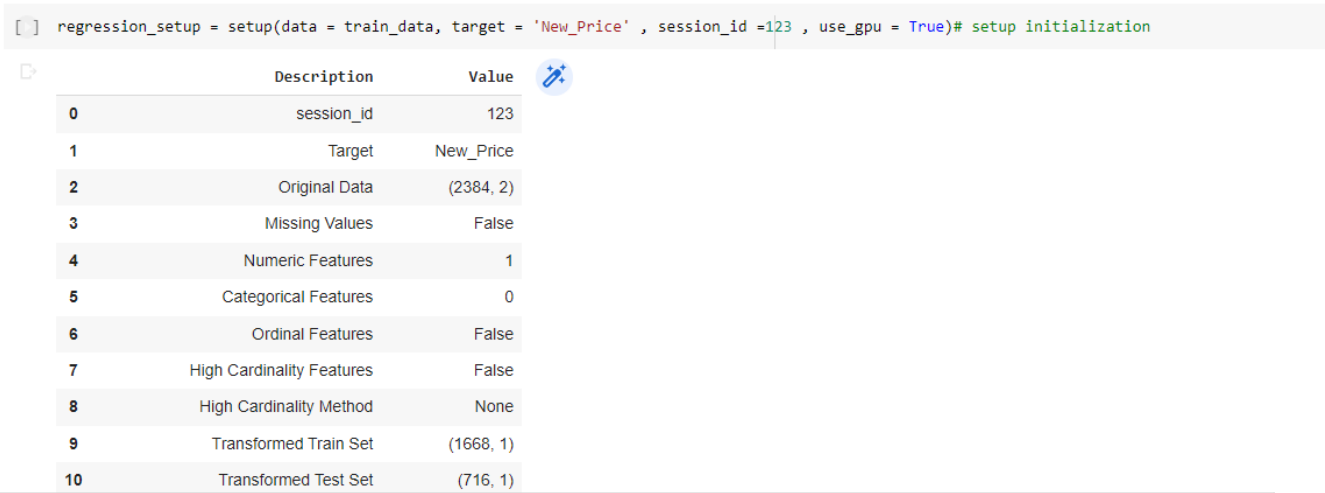 [ ] regression_setup = setup(data = train_data, target = 'New_Price' , session_id =123 , use_gpu = True)# setup initialization
Description Value
0 session_id 123
1 Target New_Price
2 Original Data (2384, 2)
3 Missing Values False
4 Numeric Features 1
5 Categorical Features 0
6 Ordinal Features False
7 High Cardinality Features False
8 High Cardinality Method None
9 Transformed Train Set (1668, 1)
10 Transformed Test Set (716, 1)